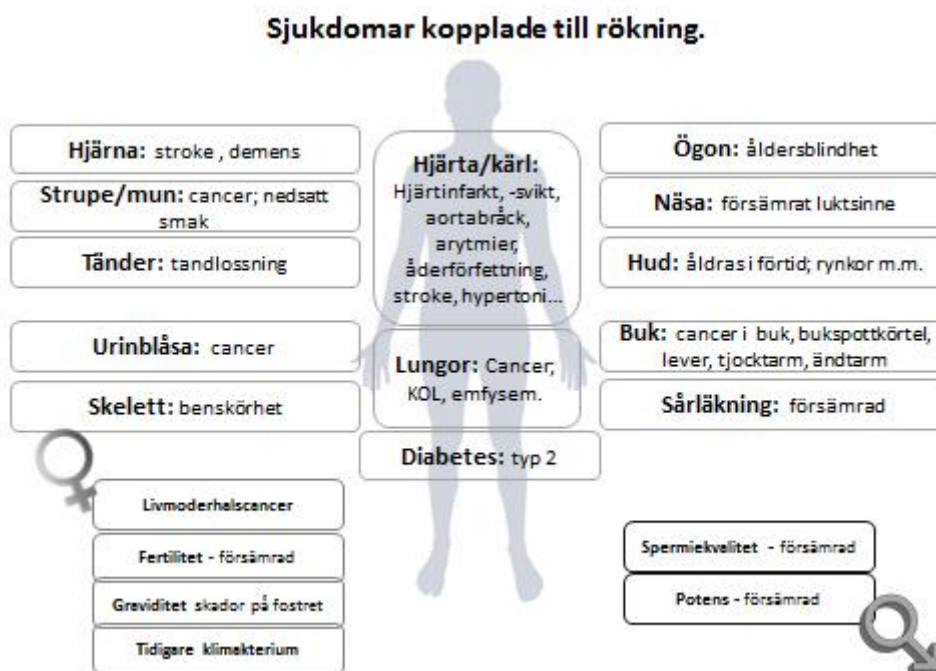 Sjukdomar kopplade till rökning.
Hjärna: stroke , demens
Strupe/mun: cancer; nedsatt
smak
Tänder: tandlossning
Urinblåsa: cancer
Skelett: benskörhet
Hjärta/kärl:
Hjärtinfarkt, -svikt,
aortabråck,
arytmier,
åderförfettning,
stroke, hypertoni...
Lungor: Cancer;
KOL, emfysem.
Diabetes: typ 2
Ögon: åldersblindhet
Näsa: försämrat luktsinne
Hud: åldras i förtid; rynkor m.m.
Buk: cancer i buk, bukspottkörtel,
lever, tjocktarm, ändtarm
Sårläkning: försämrad
Livmoderhalscancer
Fertilitet - försämrad
Graviditet skador på fostret
Tidigare klimakterium
Spermiekvalitet - försämrad
Potens - försämrad